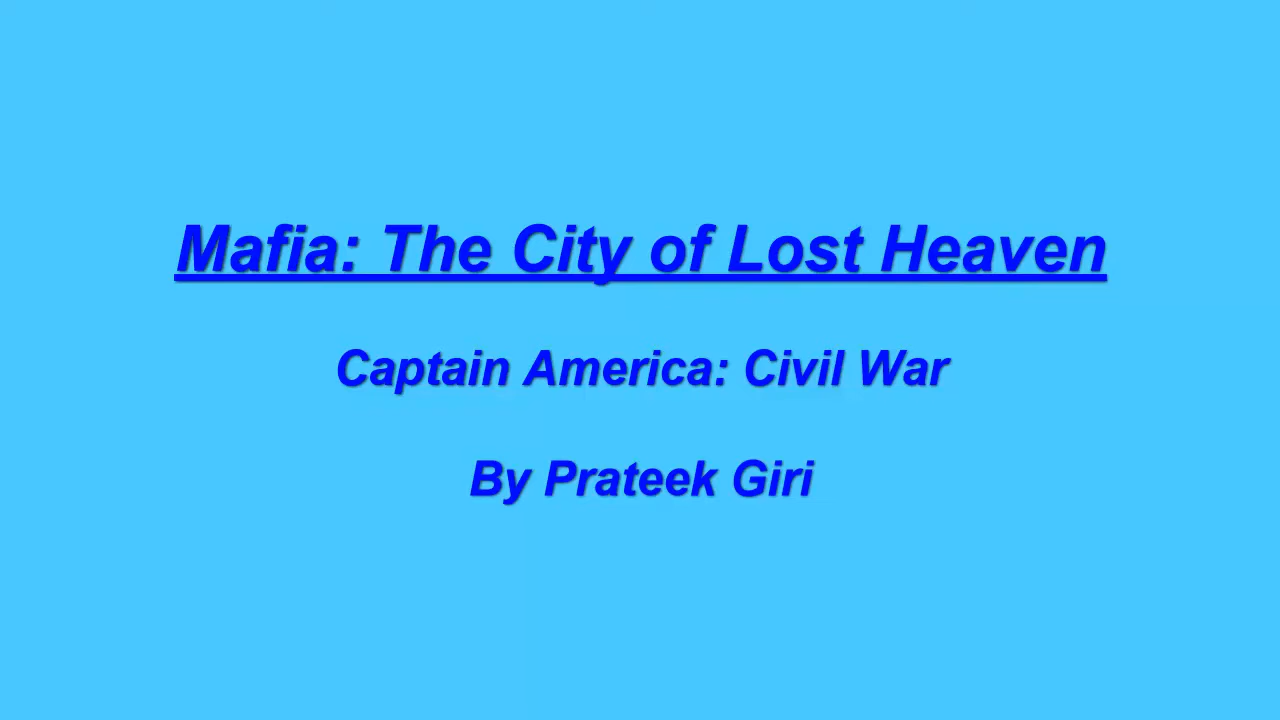 Mafia: The City of Lost Heaven
Captain America: Civil War
By Prateek Giri